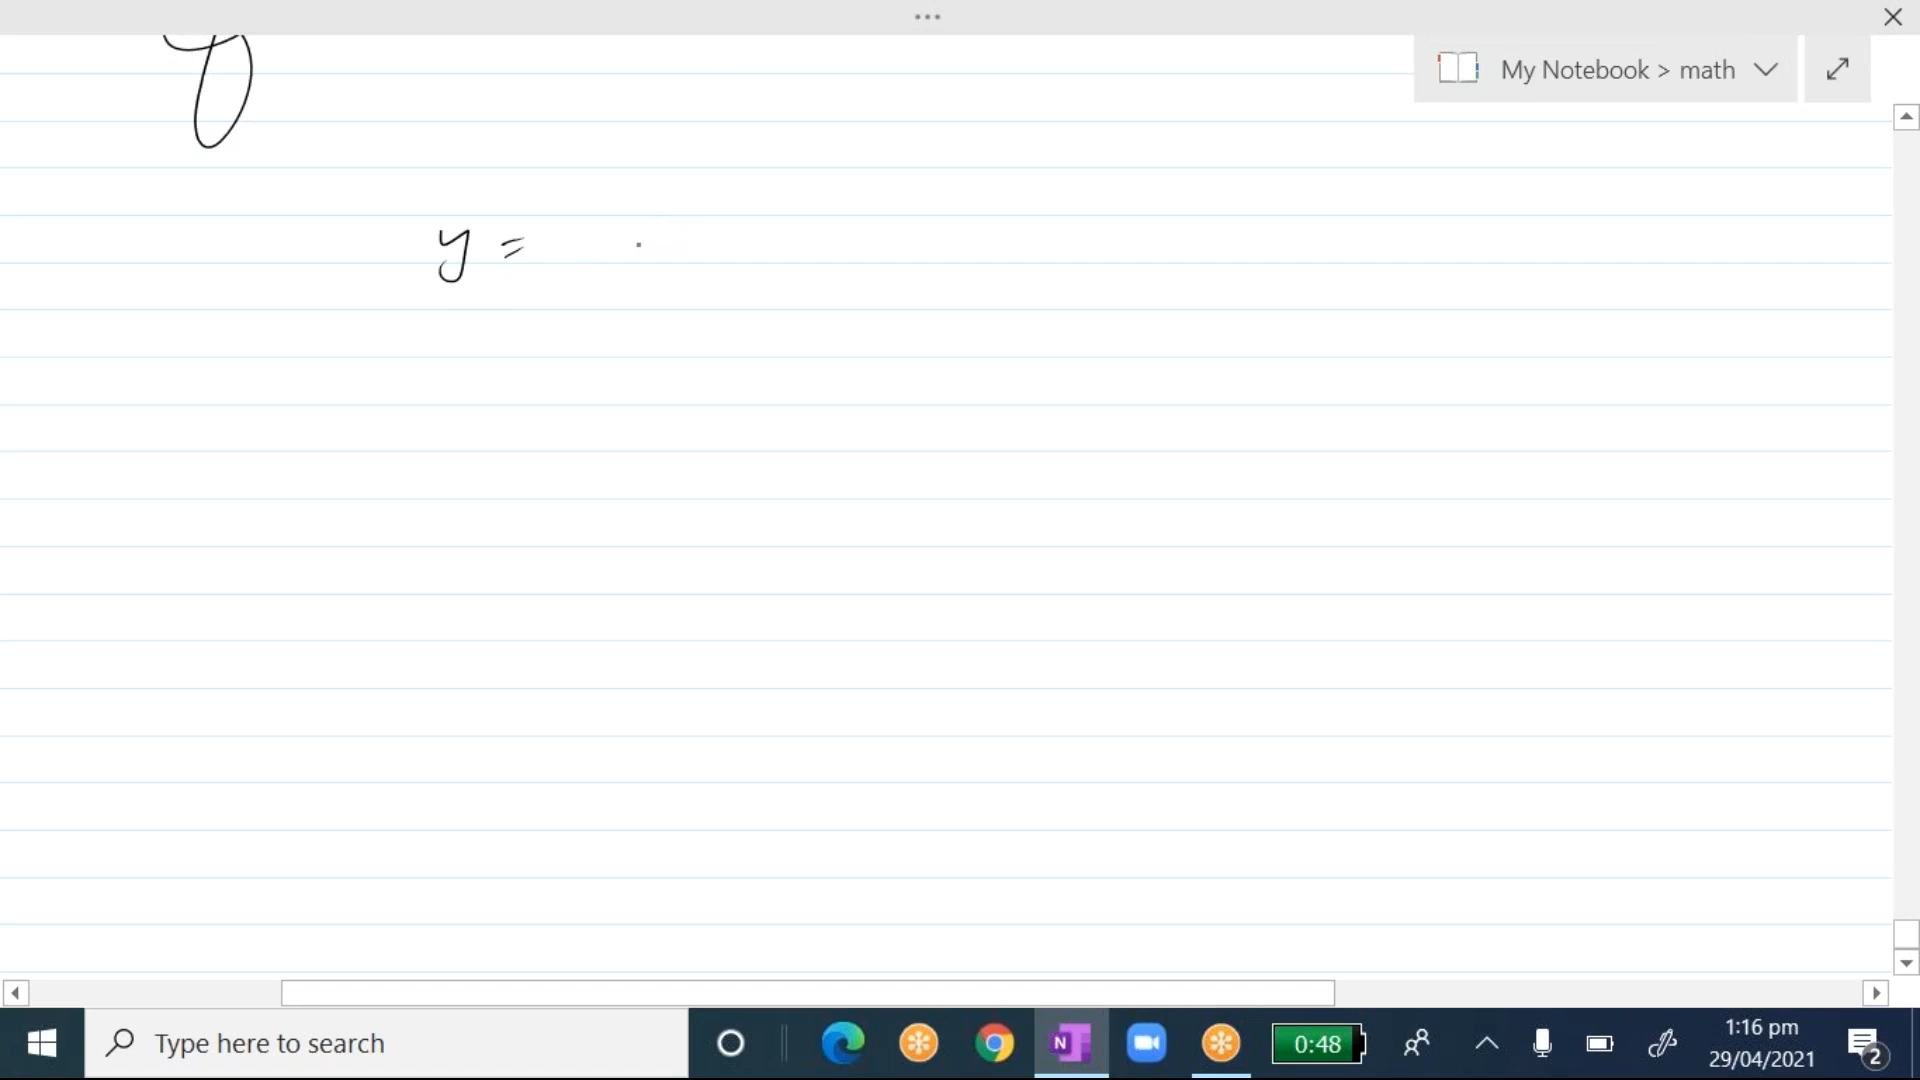 My Notebook > math
y =
Type here to search
0:48
1:16 pm
29/04/2021
2